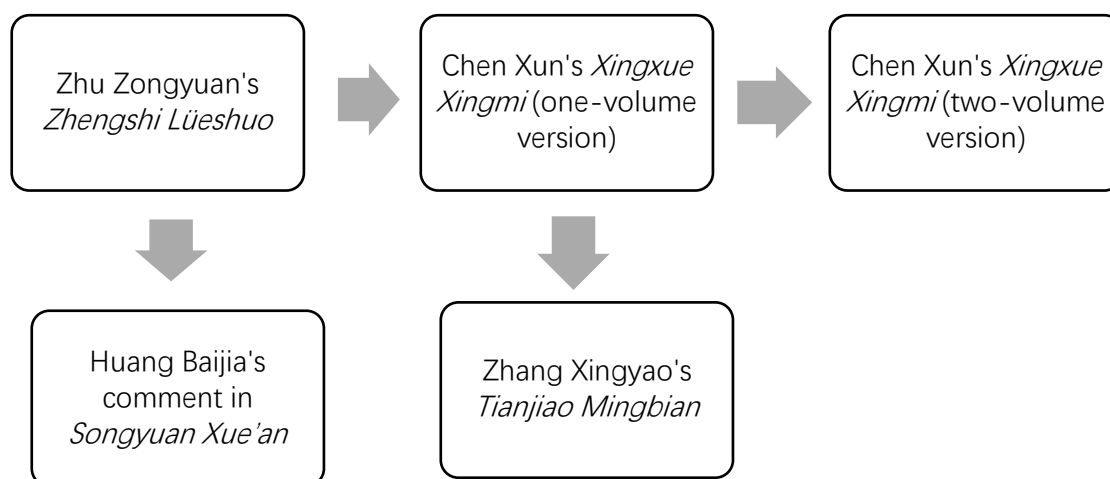 Zhu Zongyuan's
Zhengshi Lüeshuo
Chen Xun's Xingxue
Xingmi (one-volume
version)
Chen Xun's Xingxue
Xingmi (two-volume
version)
Huang Baijia's
comment in
Songyuan Xue’an
Zhang Xingyao's
Tianjiao Mingbian